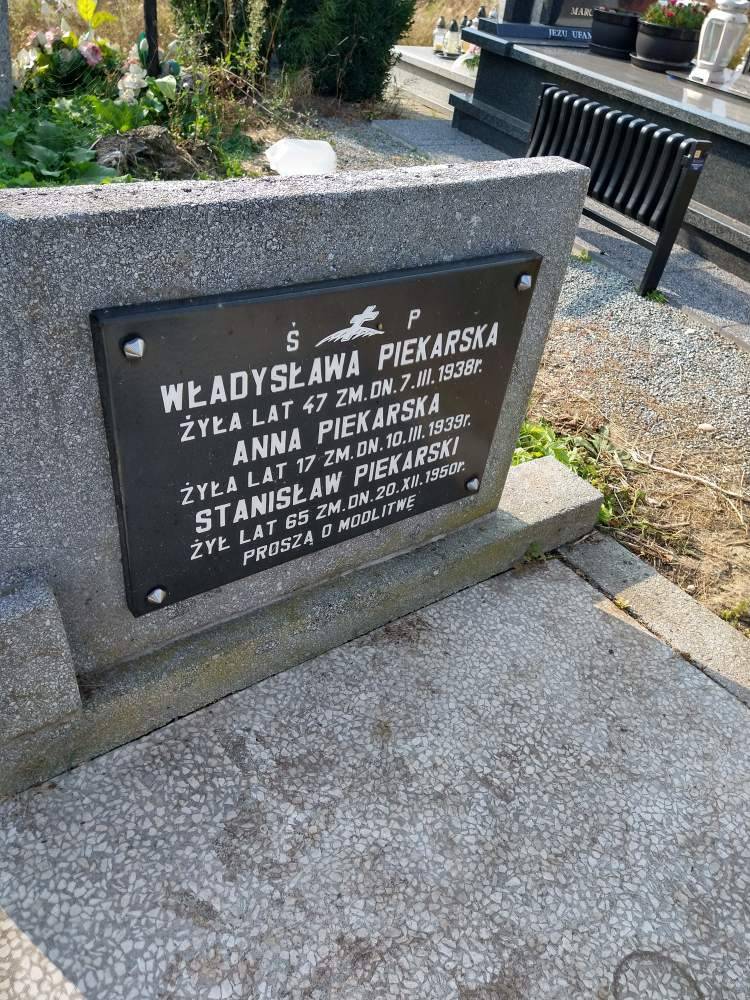 MARC
JEZU UFAM
Ś P
WŁADYSŁAWA PIEKARSKA
ŻYŁA LAT 47 ZM. DN. 7. III. 1938r.
ANNA PIEKARSKA
ŻYŁA LAT 17 ZM. DN. 10. III. 1939r.
STANISŁAW PIEKARSKI
ŻYŁ LAT 65 ZM. DN. 20. XII. 1950r.
PROSZĄ O MODLITWĘ